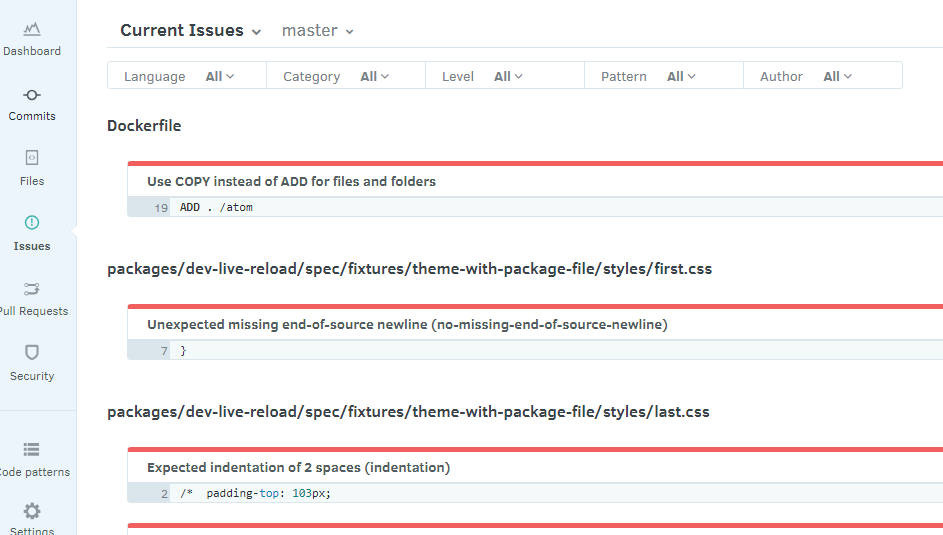 Current Issues master
Dashboard
Language All Category All Level All Pattern All Author All
Commits
Dockerfile
Files
Use COPY instead of ADD for files and folders
19 ADD . /atom
Issues
packages/dev-live-reload/spec/fixtures/theme-with-package-file/styles/first.css
Pull Requests
Unexpected missing end-of-source newline (no-missing-end-of-source-newline)
7 }
Security
packages/dev-live-reload/spec/fixtures/theme-with-package-file/styles/last.css
Code patterns
Expected indentation of 2 spaces (indentation)
2 /* padding-top: 103px;
Settings